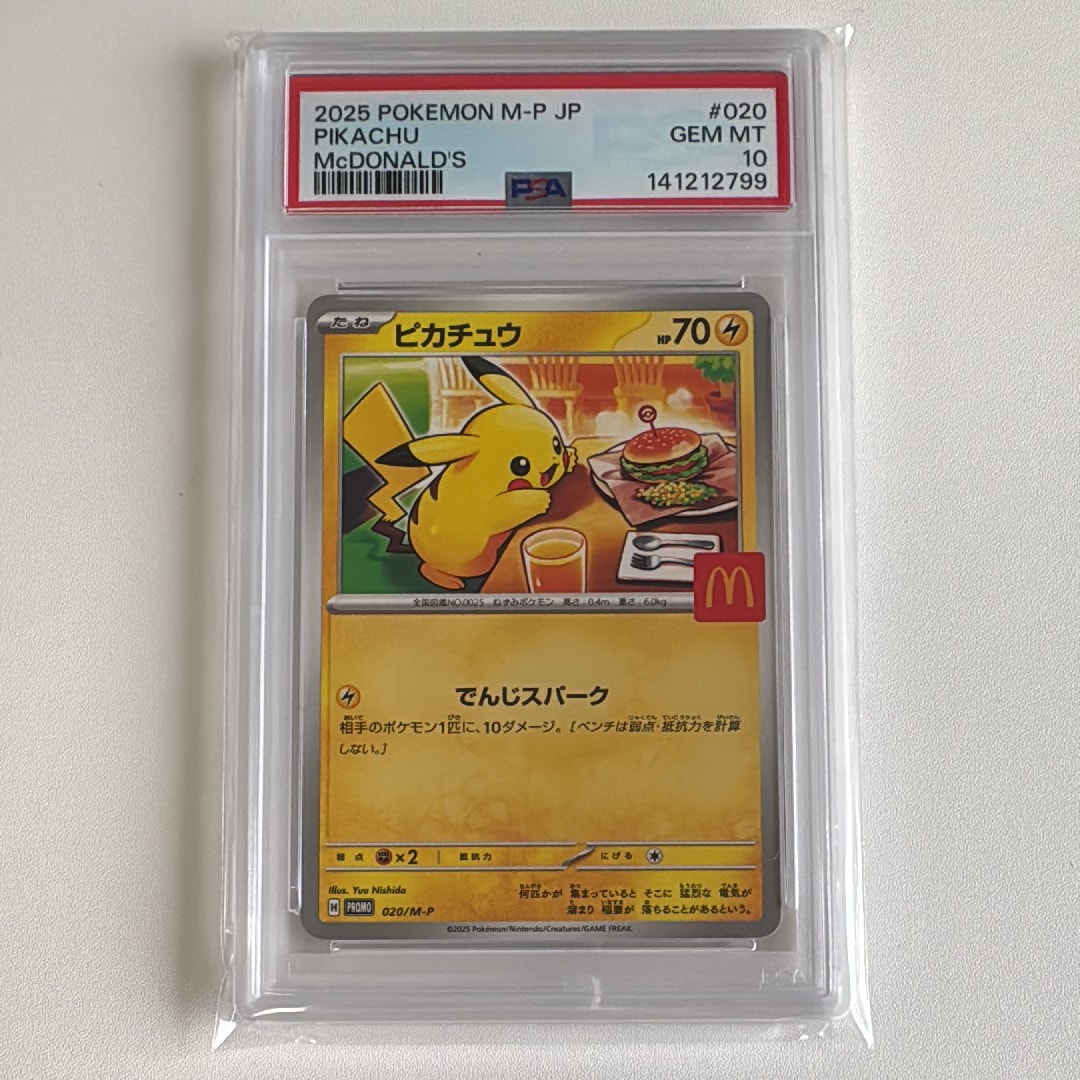 2025 POKEMON M-P JP #020
PIKACHU GEM MT
McDONALD'S 10
PSA 141212799
たね ピカチュウ HP70
全国図鑑NO.0025 ねずみポケモン 高さ:0.4m 重さ:6.0kg
でんじスパーク
相手のポケモン1匹に、10ダメージ。[ベンチは弱点・抵抗力を計算
しない。]
弱点 ×2 抵抗力 にげる
Illus. Yuu Nishida
何匹かが 集まっていると そこに 猛烈な 電気が
H PROMO 020/M-P 溜まり 稲妻が 落ちることがあるという。
©2025 Pokémon/Nintendo/Creatures/GAME FREAK.